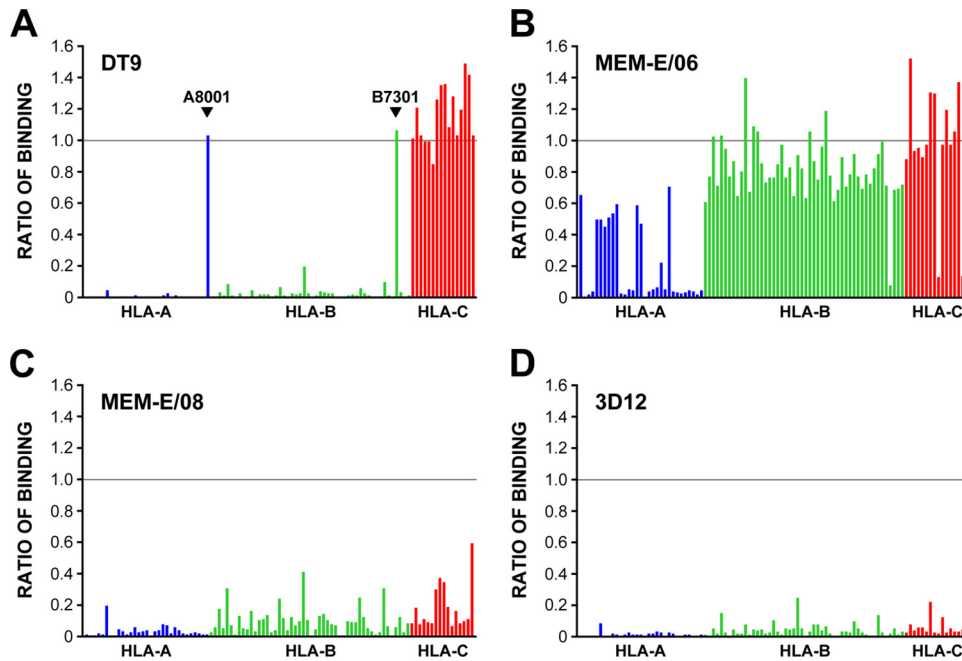 A
DT9
RATIO OF BINDING
1.6
1.4
1.2
1.0
0.8
0.6
0.4
0.2
0
A8001
B7301
HLA-A
HLA-B
HLA-C
B
MEM-E/06
RATIO OF BINDING
1.6
1.4
1.2
1.0
0.8
0.6
0.4
0.2
0
HLA-A
HLA-B
HLA-C
C
MEM-E/08
RATIO OF BINDING
1.6
1.4
1.2
1.0
0.8
0.6
0.4
0.2
0
HLA-A
HLA-B
HLA-C
D
3D12
RATIO OF BINDING
1.6
1.4
1.2
1.0
0.8
0.6
0.4
0.2
0
HLA-A
HLA-B
HLA-C